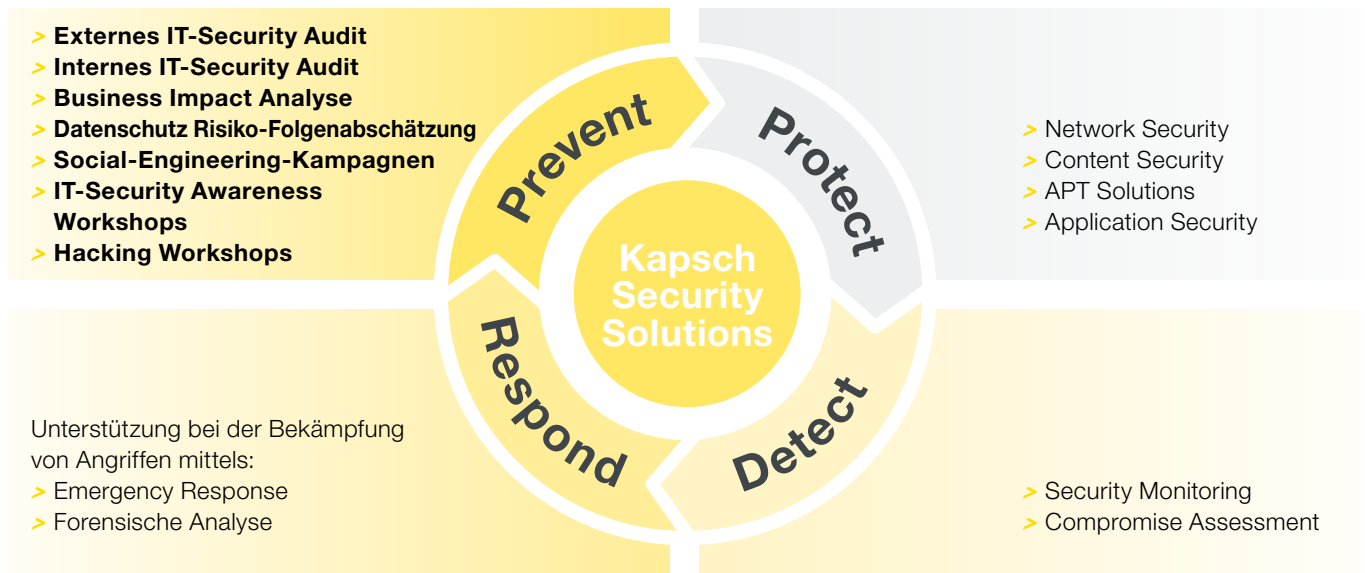 > Externes IT-Security Audit
> Internes IT-Security Audit
> Business Impact Analyse
> Datenschutz Risiko-Folgenabschätzung
> Social-Engineering-Kampagnen
> IT-Security Awareness
Workshops
> Hacking Workshops
Prevent
Protect
> Network Security
> Content Security
> APT Solutions
> Application Security
Kapsch
Security
Solutions
Respond
Detect
Unterstützung bei der Bekämpfung
von Angriffen mittels:
> Emergency Response
> Forensische Analyse
> Security Monitoring
> Compromise Assessment